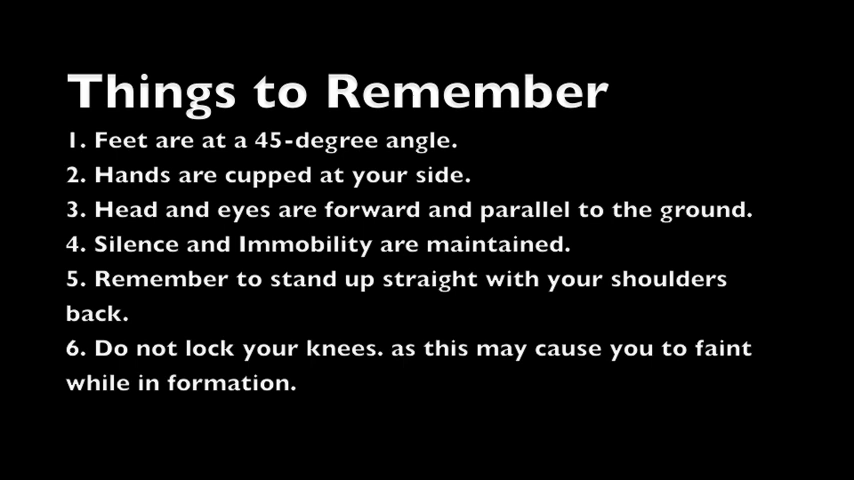 Things to Remember
1. Feet are at a 45-degree angle.
2. Hands are cupped at your side.
3. Head and eyes are forward and parallel to the ground.
4. Silence and Immobility are maintained.
5. Remember to stand up straight with your shoulders
back.
6. Do not lock your knees. as this may cause you to faint
while in formation.